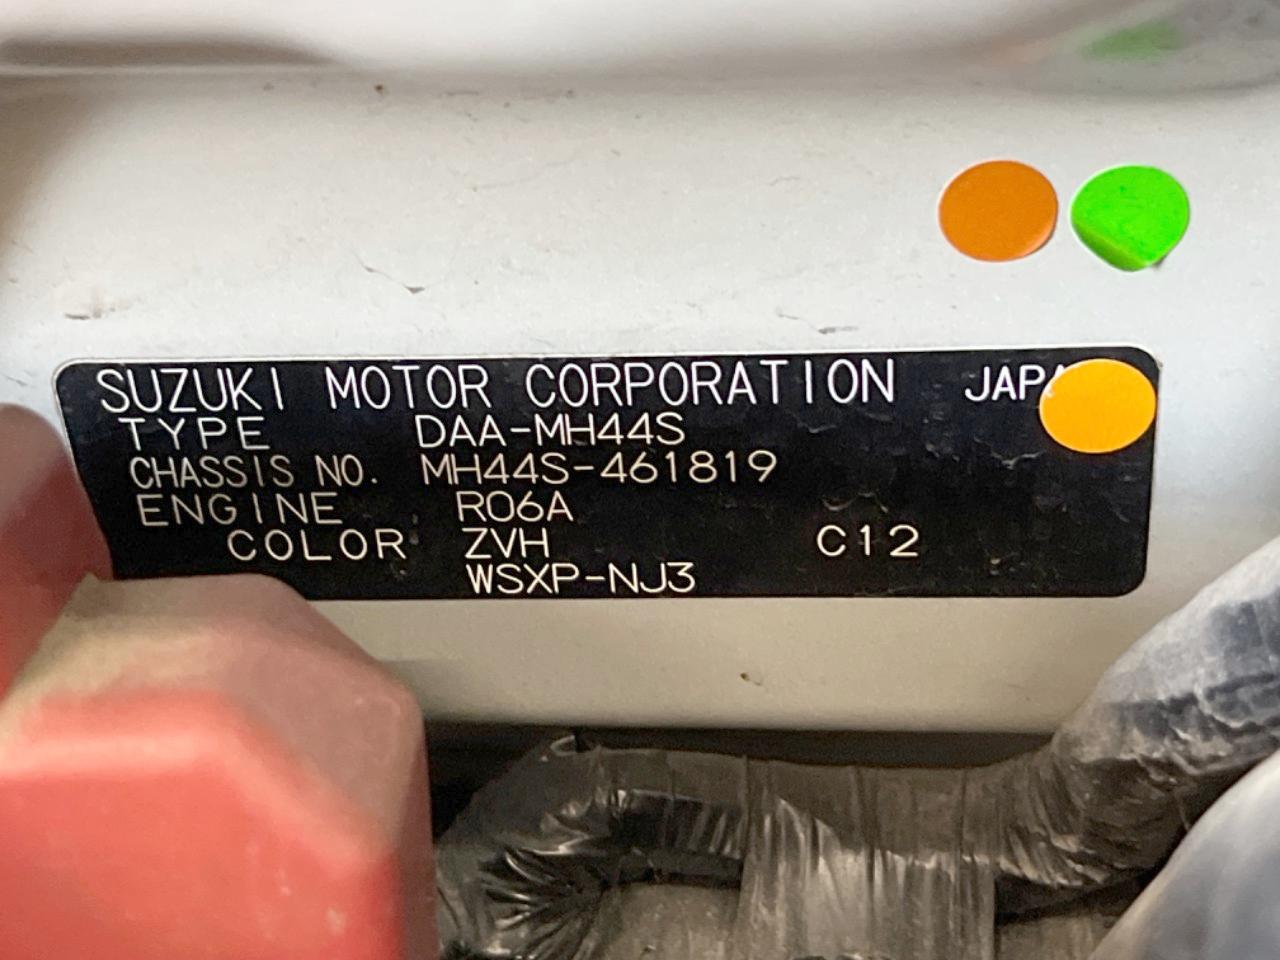 SUZUKI MOTOR CORPORATION JAPA
TYPE DAA-MH44S
CHASSIS NO. MH44S-461819
ENGINE R06A
COLOR ZVH C12
WSXP-NJ3